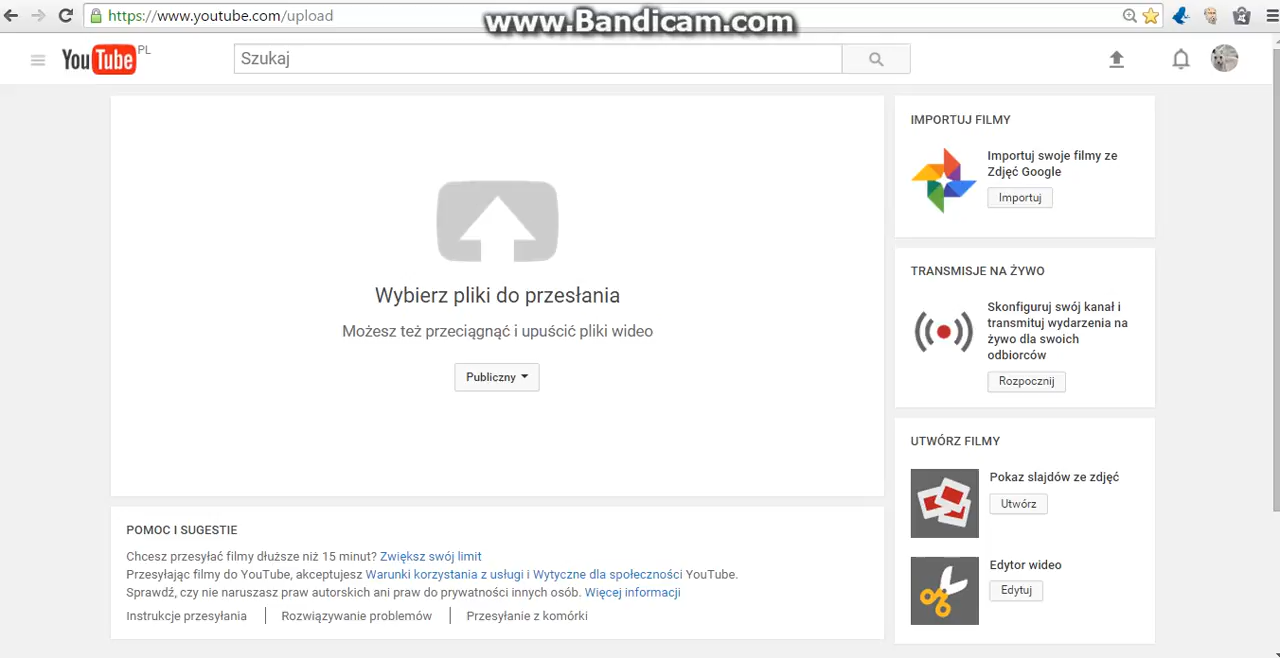 https://www.youtube.com/upload
www.Bandicam.com
YouTube PL
Szukaj
Wybierz pliki do przesłania
Możesz też przeciągnąć i upuścić pliki wideo
Publiczny
IMPORTUJ FILMY
Importuj swoje filmy ze
Zdjęć Google
Importuj
TRANSMISJE NA ŻYWO
Skonfiguruj swój kanał i
transmituj wydarzenia na
żywo dla swoich
odbiorców
Rozpocznij
UTWÓRZ FILMY
Pokaz slajdów ze zdjęć
Utwórz
Edytor wideo
Edytuj
POMOC I SUGESTIE
Chcesz przesyłać filmy dłuższe niż 15 minut? Zwiększ swój limit
Przesyłając filmy do YouTube, akceptujesz Warunki korzystania z usługi i Wytyczne dla społeczności YouTube.
Sprawdź, czy nie naruszasz praw autorskich ani praw do prywatności innych osób. Więcej informacji
Instrukcje przesyłania | Rozwiązywanie problemów | Przesyłanie z komórki